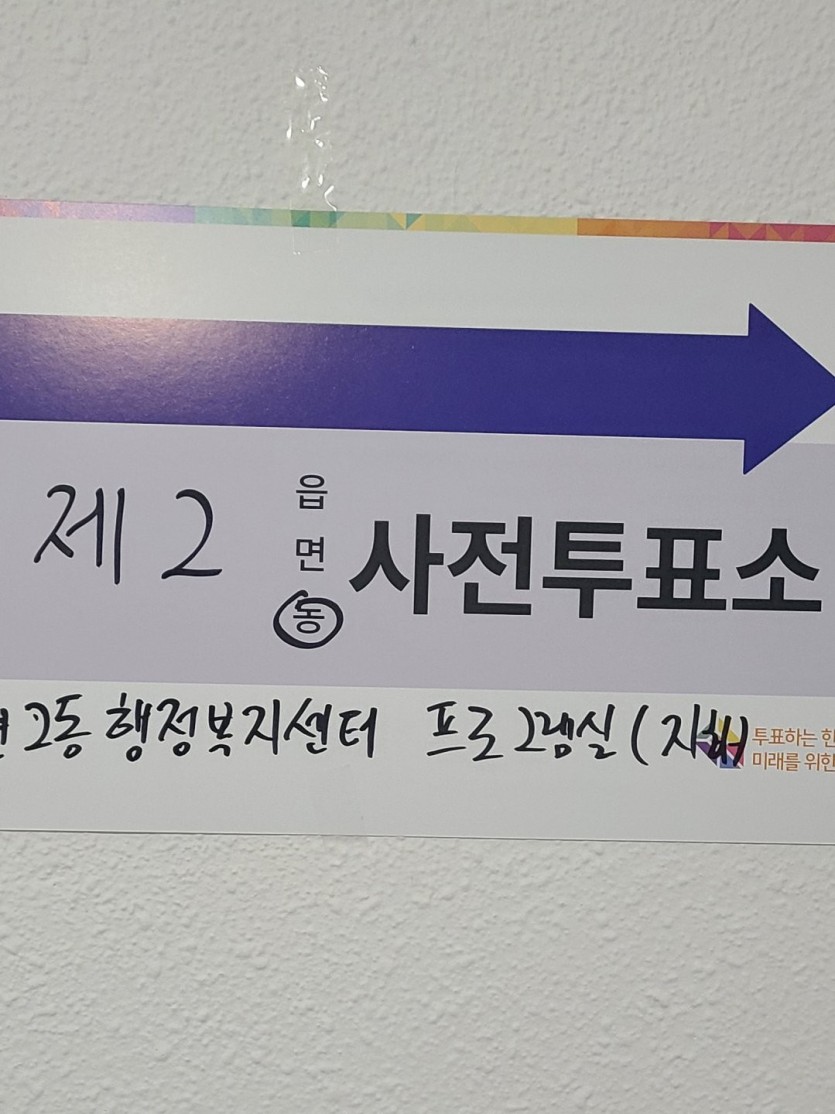 제 2
읍
면
동
사전투표소
2동 행정복지센터 프로그램실 (지하)
투표하는 한
미래를 위한